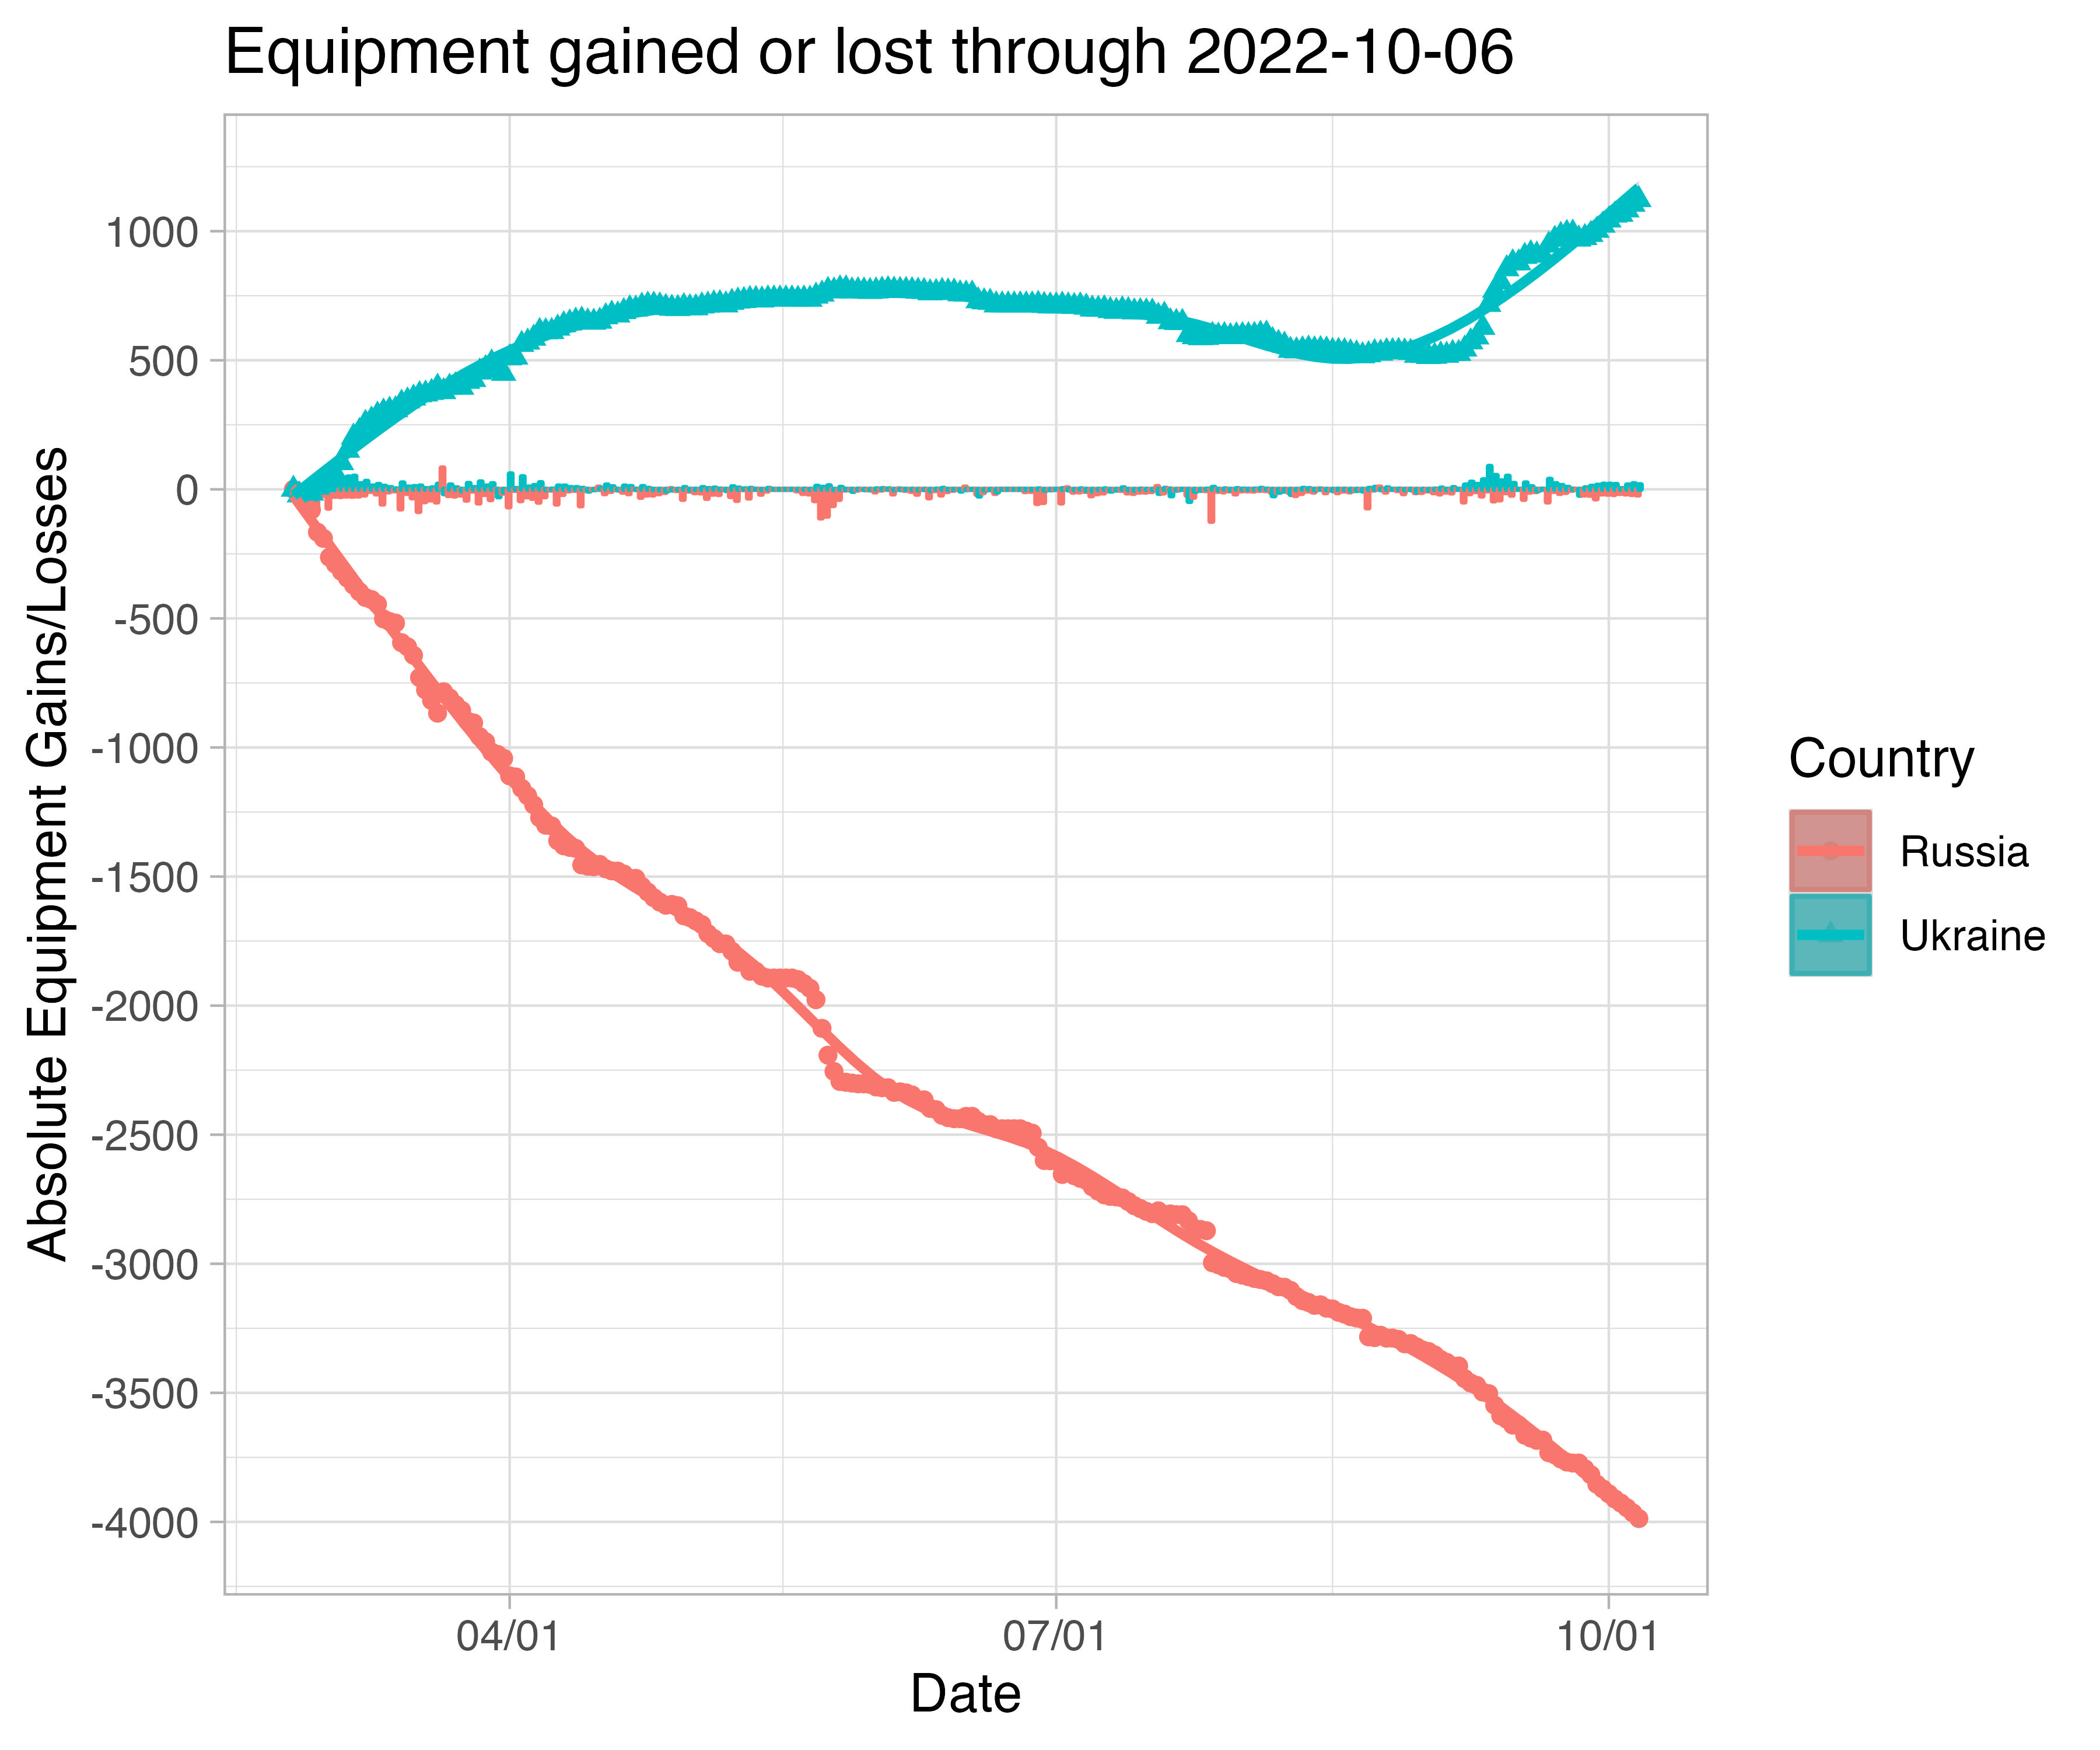 Equipment gained or lost through 2022-10-06
Absolute Equipment Gains/Losses
1000
500
0
-500
-1000
-1500
-2000
-2500
-3000
-3500
-4000
04/01
07/01
10/01
Date
Country
Russia
Ukraine